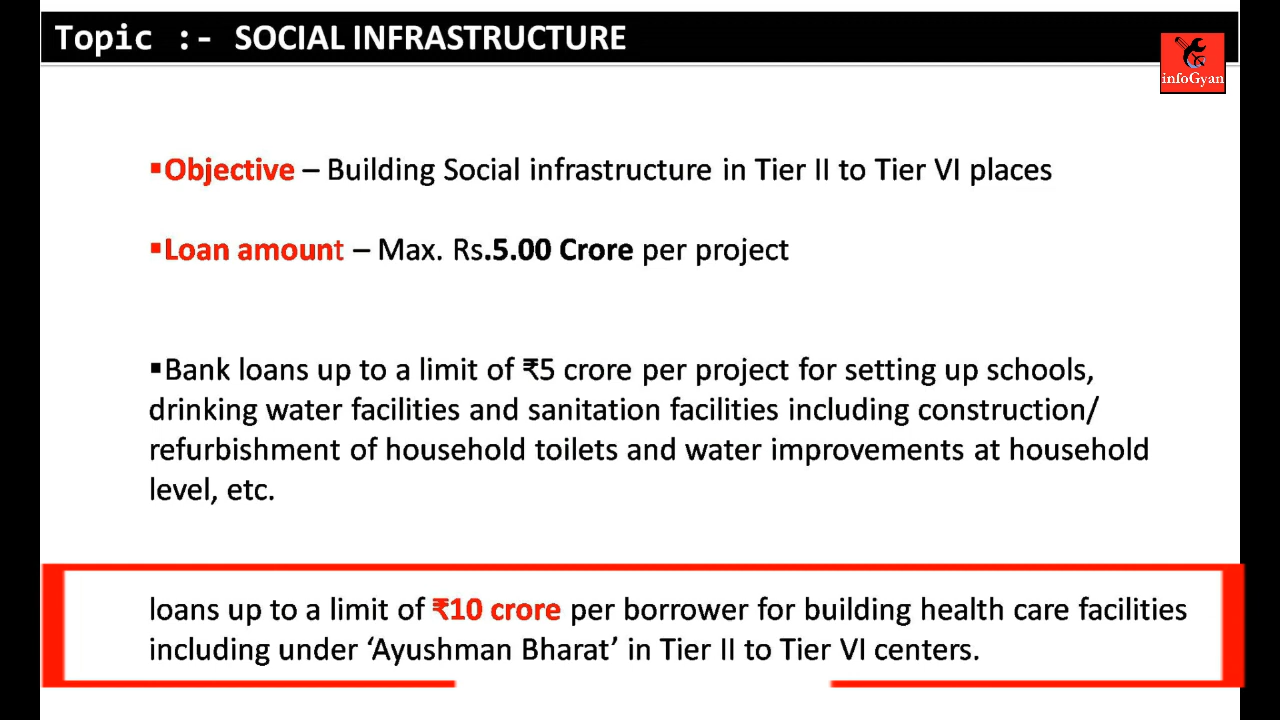 Topic :- SOCIAL INFRASTRUCTURE
infoGyan
▪Objective – Building Social infrastructure in Tier II to Tier VI places
▪Loan amount – Max. Rs.5.00 Crore per project
▪Bank loans up to a limit of ₹5 crore per project for setting up schools,
drinking water facilities and sanitation facilities including construction/
refurbishment of household toilets and water improvements at household
level, etc.
loans up to a limit of ₹10 crore per borrower for building health care facilities
including under ‘Ayushman Bharat’ in Tier II to Tier VI centers.